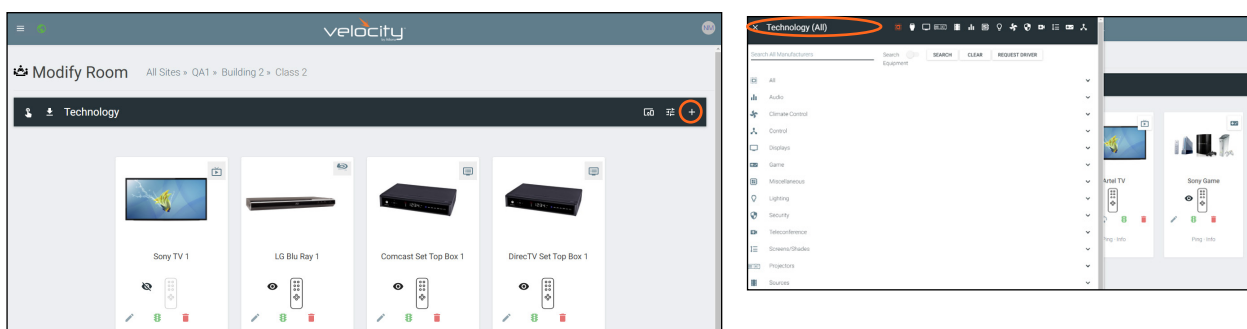 velocity
NM
Modify Room All Sites » QA1 » Building 2 » Class 2
Technology
Sony TV 1
LG Blu Ray 1
Comcast Set Top Box 1
DirecTV Set Top Box 1
Technology (All)
Search All Manufacturers
Search Equipment
SEARCH
CLEAR
REQUEST DRIVER
All
Audio
Climate Control
Control
Displays
Game
Miscellaneous
Lighting
Security
Teleconference
Screens/Shades
Projectors
Sources
Artel TV
Sony Game
Ping - Info
Ping - Info